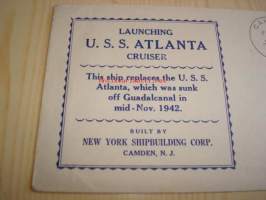 LAUNCHING
U. S. S. ATLANTA
CRUISER
This ship replaces the U. S. S.
Atlanta, which was sunk
off Guadalcanal in
mid-Nov. 1942.
BUILT BY
NEW YORK SHIPBUILDING CORP.
CAMDEN, N. J.